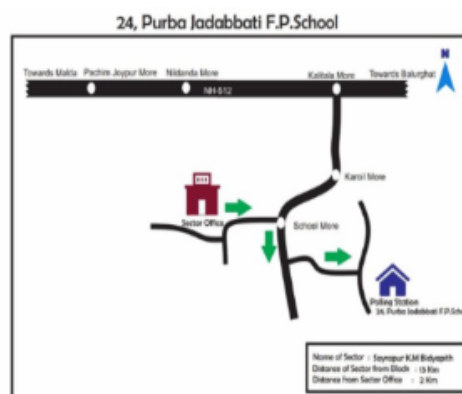 24, Purba Jadabbati F.P.School
N
Towards Malda Pachim Joypur More Nildanda More Kalitala More Towards Balurghat
NH-512
Karoil More
Sector Office
School More
Polling Station
24, Purba Jadabbati F.P.Sch
Name of Sector : Sayrapur K.M Bidyapith
Distance of Sector from Block : 13 Km
Distance from Sector Office : 2 Km